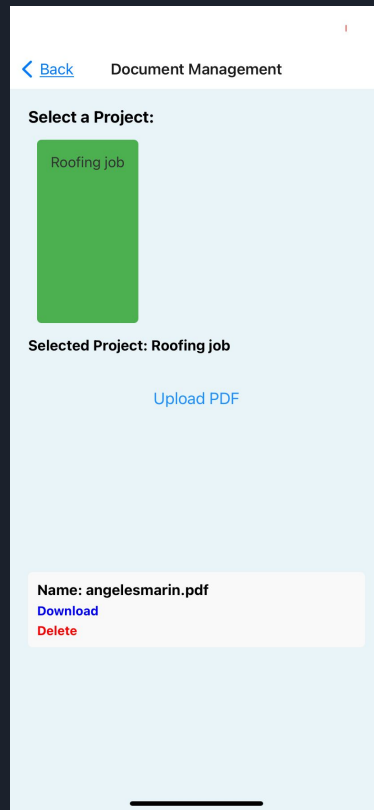 Back
Document Management
Select a Project:
Roofing job
Selected Project: Roofing job
Upload PDF
Name: angelesmarin.pdf
Download
Delete